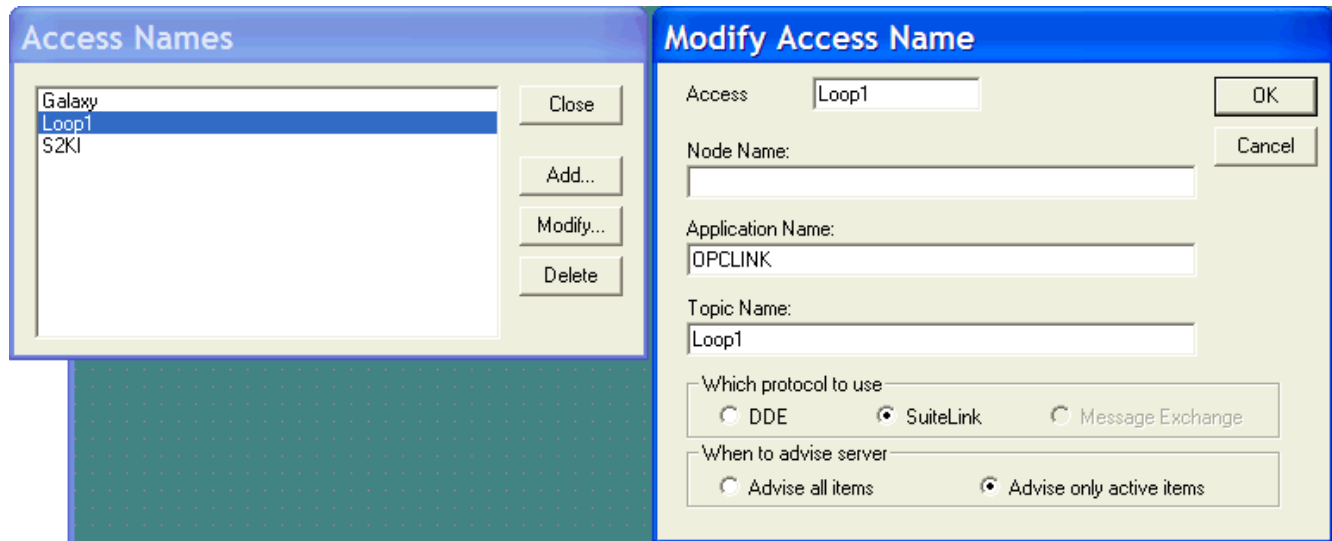 Access Names
Galaxy
Loop1
S2KI
Close
Add...
Modify...
Delete
Modify Access Name
Access Loop1
OK
Cancel
Node Name:
Application Name:
OPCLINK
Topic Name:
Loop1
Which protocol to use
DDE SuiteLink Message Exchange
When to advise server
Advise all items Advise only active items